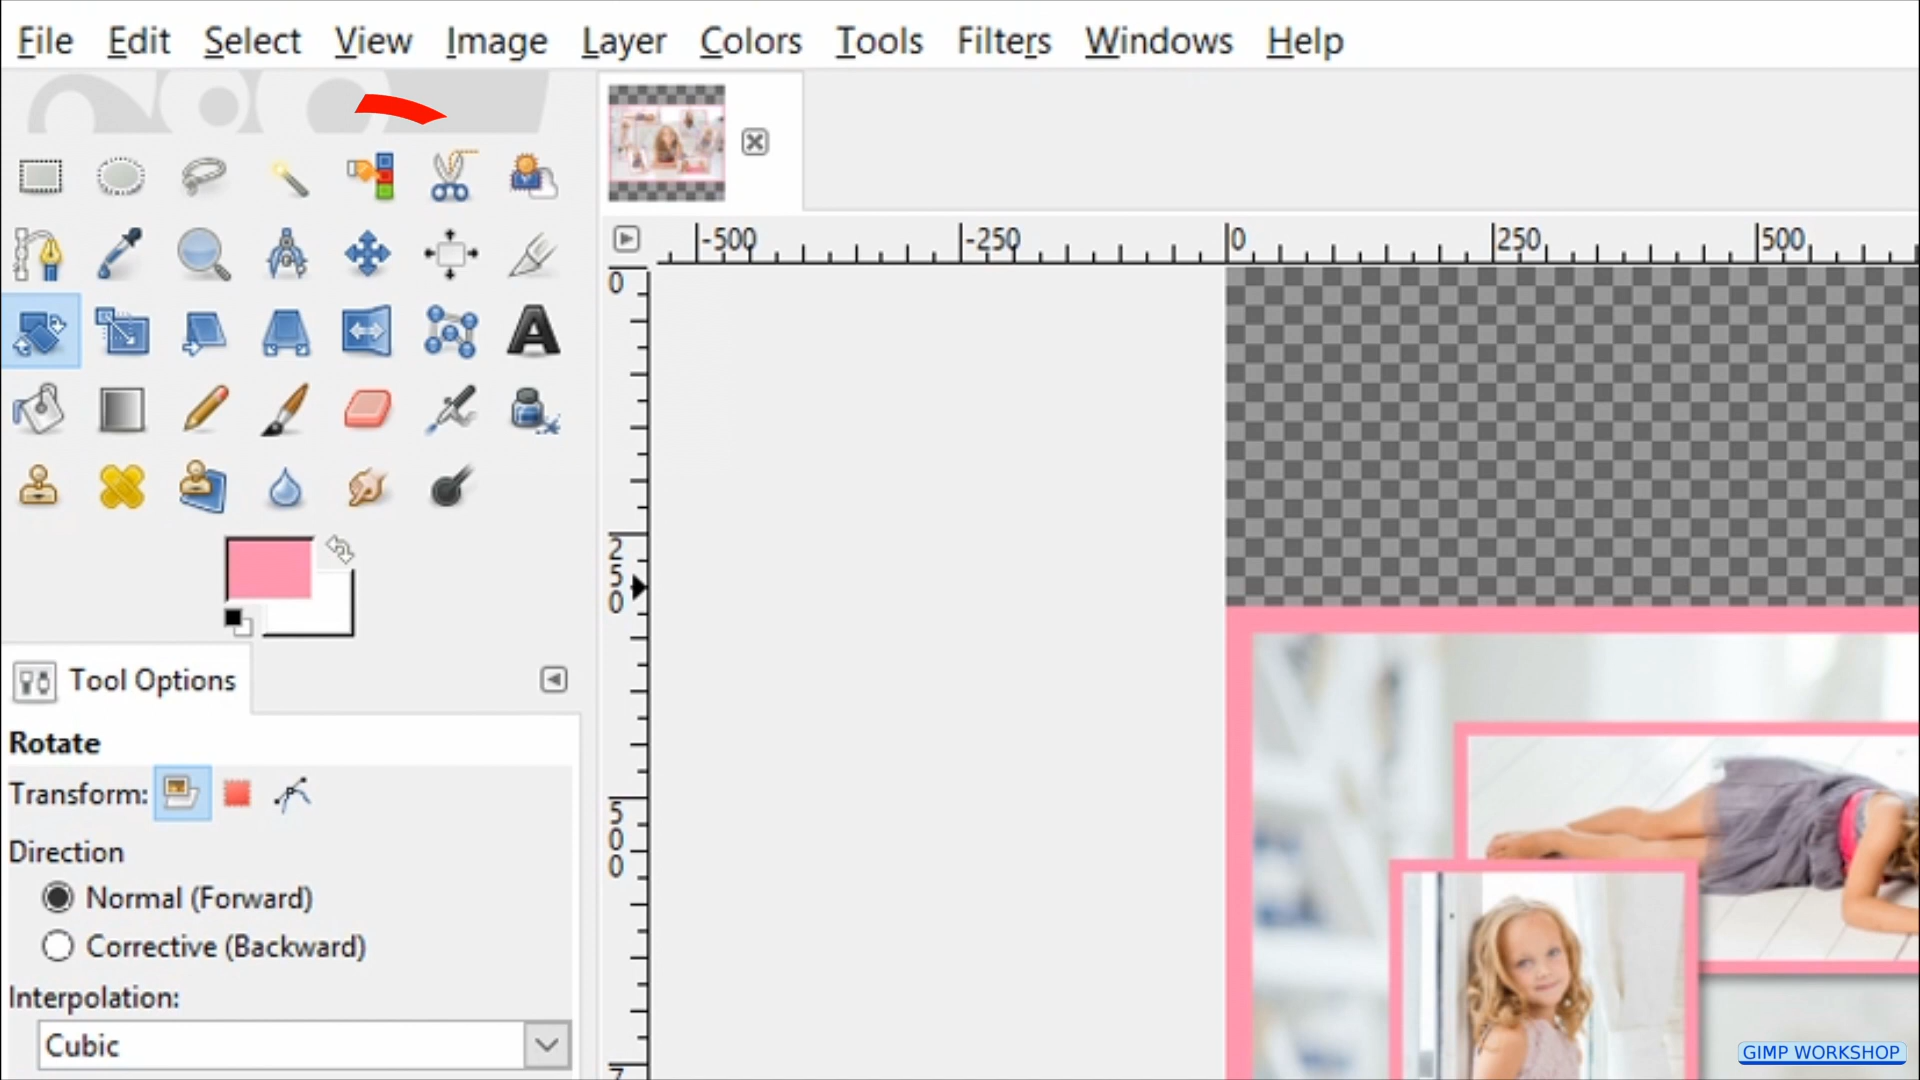 File Edit Select View Image Layer Colors Tools Filters Windows Help
-500 -250 0 250 500
0
250
500
7
Tool Options
Rotate
Transform:
Direction
Normal (Forward)
Corrective (Backward)
Interpolation:
Cubic
GIMP WORKSHOP